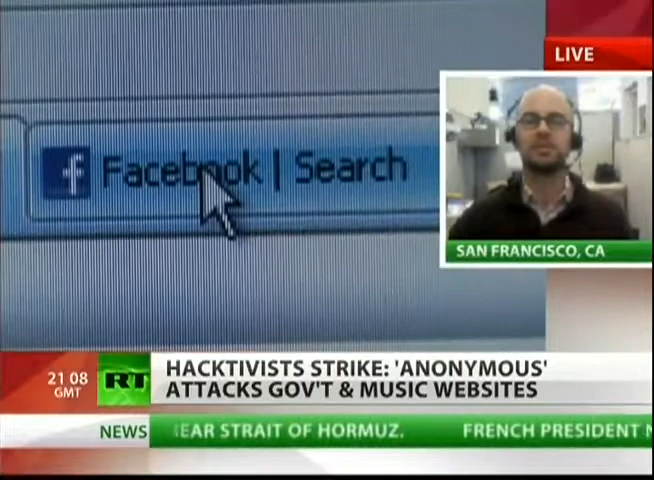 LIVE
f Facebook | Search
SAN FRANCISCO, CA
HACKTIVISTS STRIKE: 'ANONYMOUS'
ATTACKS GOV'T & MUSIC WEBSITES
21 08
GMT
RT
NEWS
STRAIT OF HORMUZ. FRENCH PRESIDENT